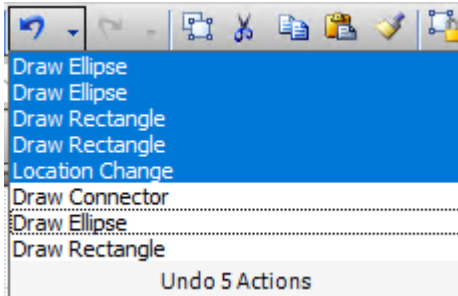 Draw Ellipse
Draw Ellipse
Draw Rectangle
Draw Rectangle
Location Change
Draw Connector
Draw Ellipse
Draw Rectangle
Undo 5 Actions